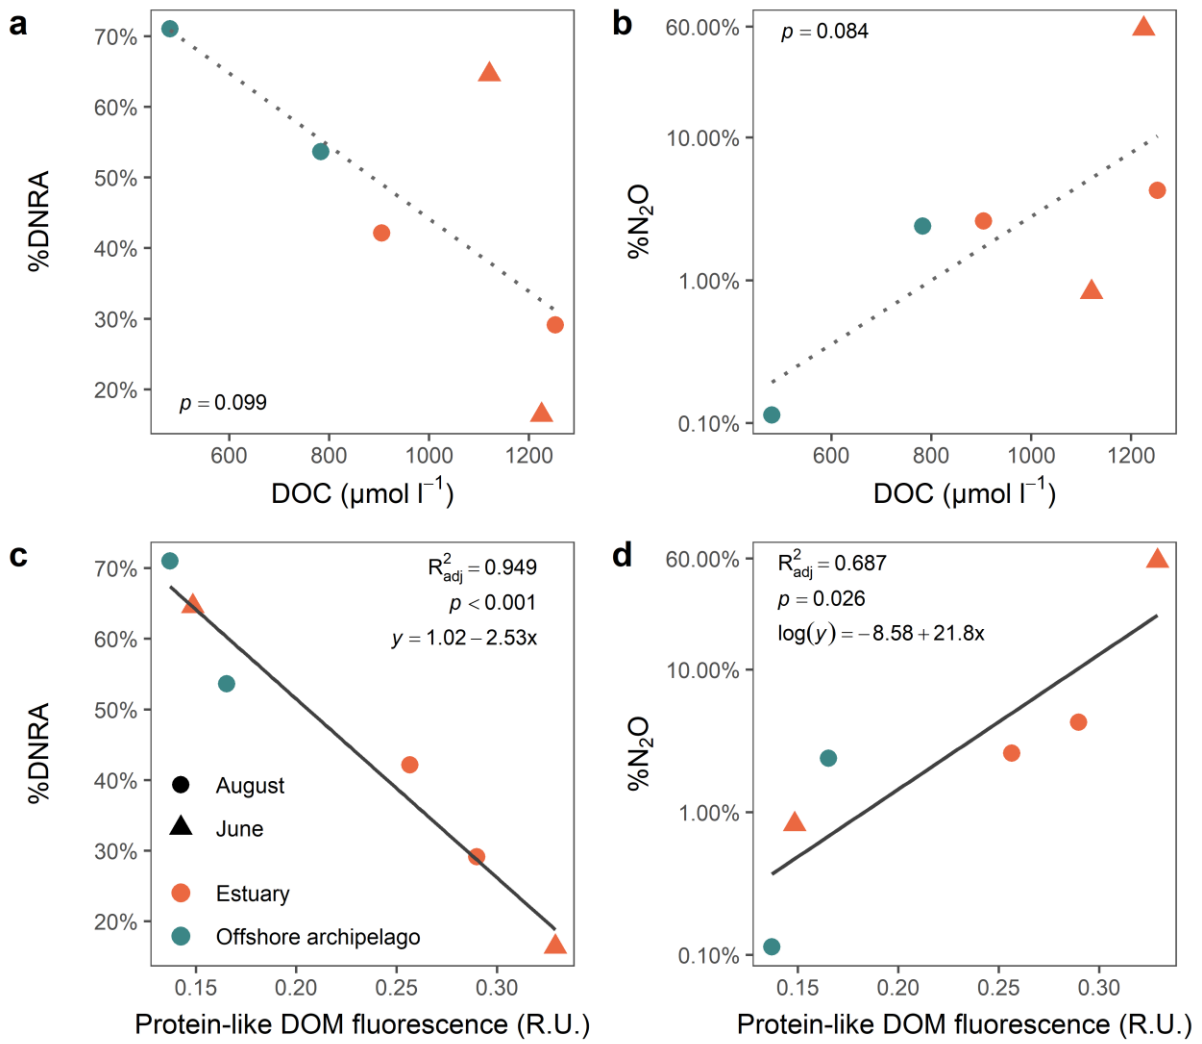 a
70%
60%
50%
40%
30%
20%
%DNRA
p = 0.099
600 800 1000 1200
DOC (µmol l⁻¹)
b
60.00%
10.00%
1.00%
0.10%
%N₂O
p = 0.084
600 800 1000 1200
DOC (µmol l⁻¹)
c
70%
60%
50%
40%
30%
20%
%DNRA
R²adj = 0.949
p < 0.001
y = 1.02 − 2.53x
August
June
Estuary
Offshore archipelago
0.15 0.20 0.25 0.30
Protein-like DOM fluorescence (R.U.)
d
60.00%
10.00%
1.00%
0.10%
%N₂O
R²adj = 0.687
p = 0.026
log(y) = −8.58 + 21.8x
0.15 0.20 0.25 0.30
Protein-like DOM fluorescence (R.U.)